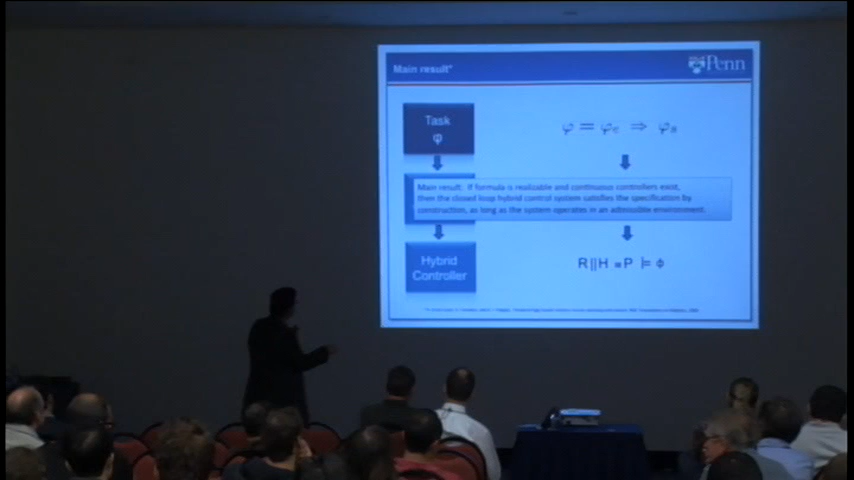 Main result*
Penn
Task
φ
φ = φe ⇒ φs
Main result: If formula is realizable and continuous controllers exist,
then the closed loop hybrid control system satisfies the specification by
construction, as long as the system operates in an admissible environment.
Hybrid
Controller
R||H P ⊨ ϕ